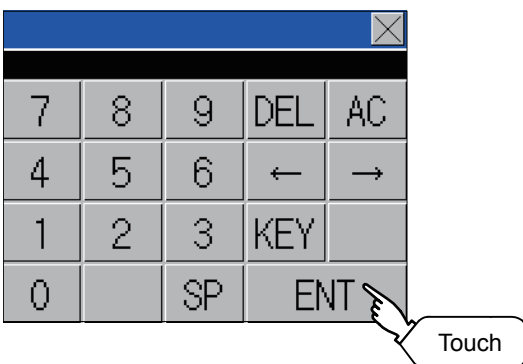 7 8 9 DEL AC
4 5 6 ← →
1 2 3 KEY
0 SP ENT
Touch